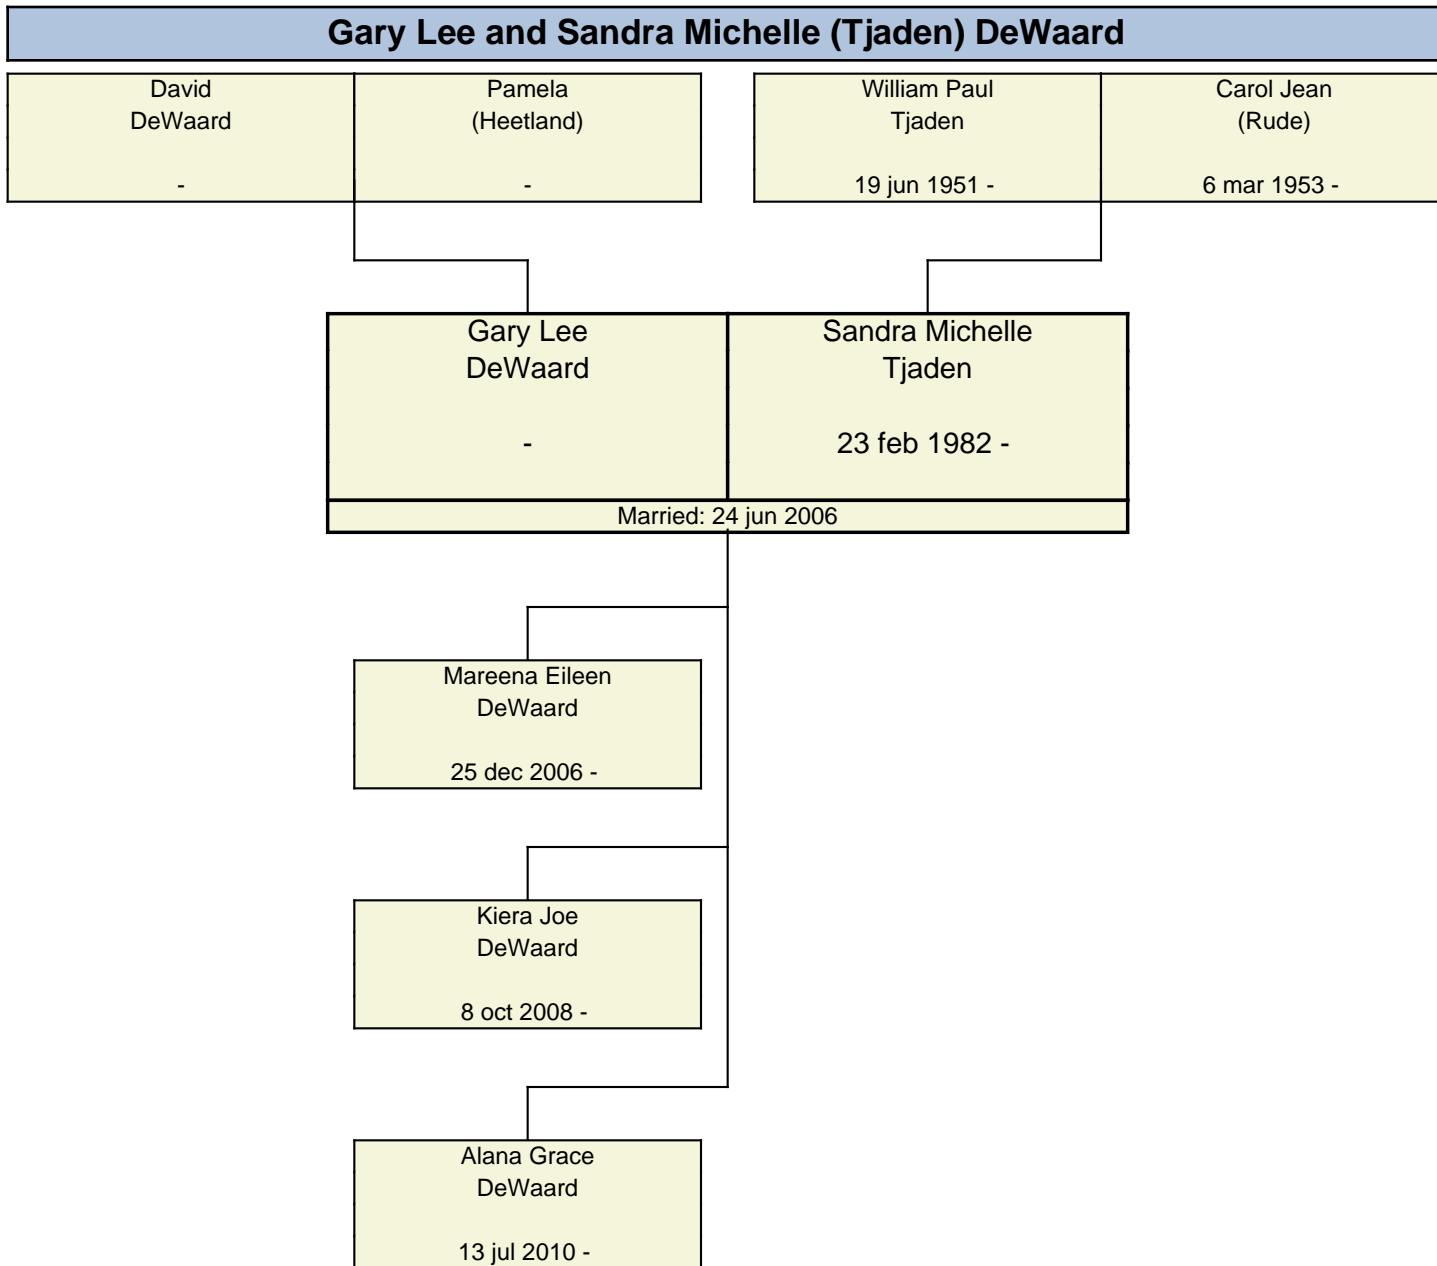 Gary Lee and Sandra Michelle (Tjaden) DeWaard
David
DeWaard
-
Pamela
(Heetland)
-
William Paul
Tjaden
19 jun 1951 -
Carol Jean
(Rude)
6 mar 1953 -
Gary Lee
DeWaard
-
Sandra Michelle
Tjaden
23 feb 1982 -
Married: 24 jun 2006
Mareena Eileen
DeWaard
25 dec 2006 -
Kiera Joe
DeWaard
8 oct 2008 -
Alana Grace
DeWaard
13 jul 2010 -